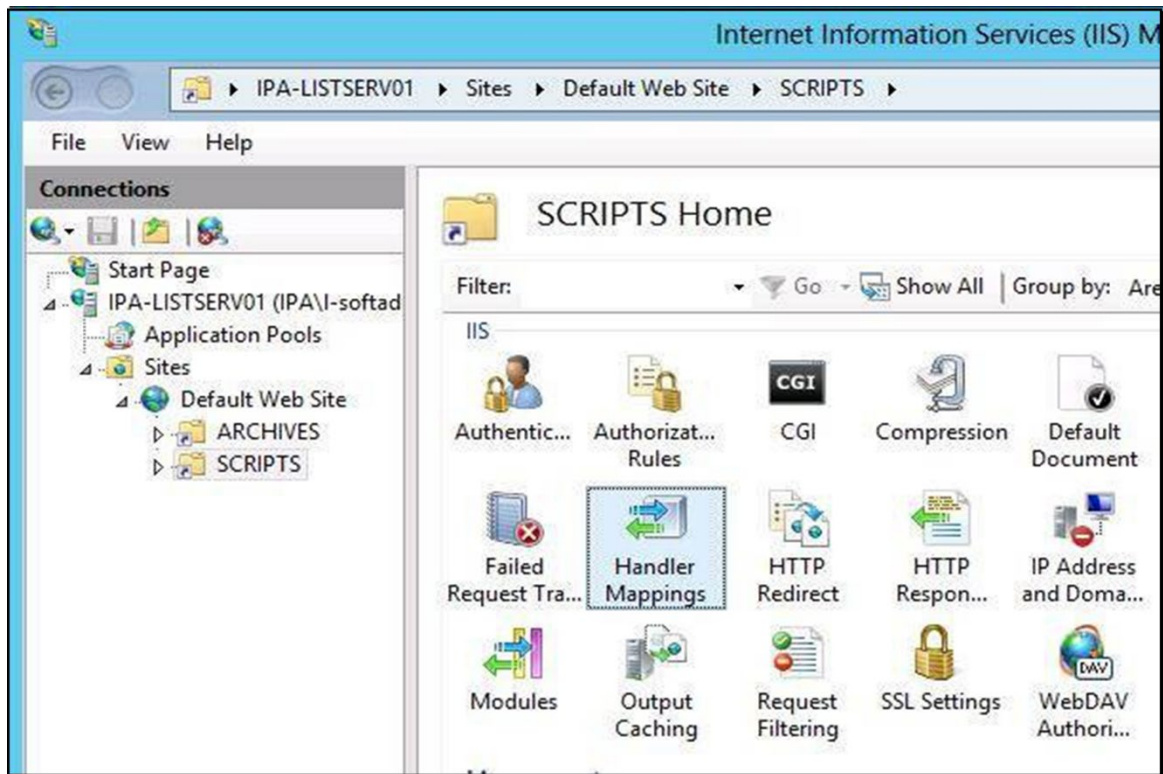 Internet Information Services (IIS) M
IPA-LISTSERV01 Sites Default Web Site SCRIPTS
File View Help
Connections
Start Page
IPA-LISTSERV01 (IPA\I-softad
Application Pools
Sites
Default Web Site
ARCHIVES
SCRIPTS
SCRIPTS Home
Filter: Go Show All Group by: Are
IIS
Authentic... Authorizat... CGI Compression Default
Rules Document
CGI
Failed Handler HTTP HTTP IP Address
Request Tra... Mappings Redirect Respon... and Doma...
DAV
Modules Output Request SSL Settings WebDAV
Caching Filtering Authori...